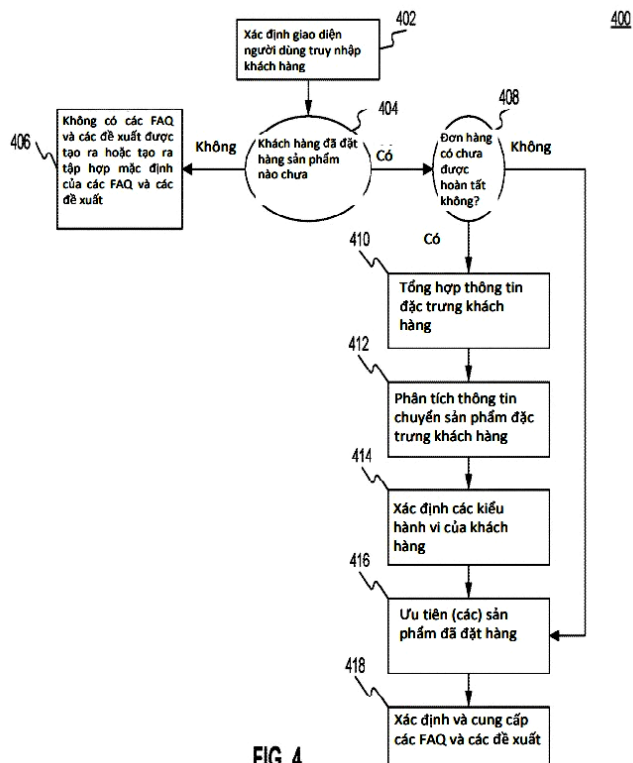 402
400
Xác định giao diện
người dùng truy nhập
khách hàng
404
408
406
Không có các FAQ
và các đề xuất được
tạo ra hoặc tạo ra
tập hợp mặc định
của các FAQ và các
đề xuất
Không
Khách hàng đã đặt
hàng sản phẩm
nào chưa
Có
Đơn hàng
có chưa
được
hoàn tất
không?
Không
Có
410
Tổng hợp thông tin
đặc trưng khách
hàng
412
Phân tích thông tin
chuyển sản phẩm đặc
trưng khách hàng
414
Xác định các kiểu
hành vi của khách
hàng
416
Ưu tiên (các) sản
phẩm đã đặt hàng
418
Xác định và cung cấp
các FAQ và các đề xuất
FIG. 4